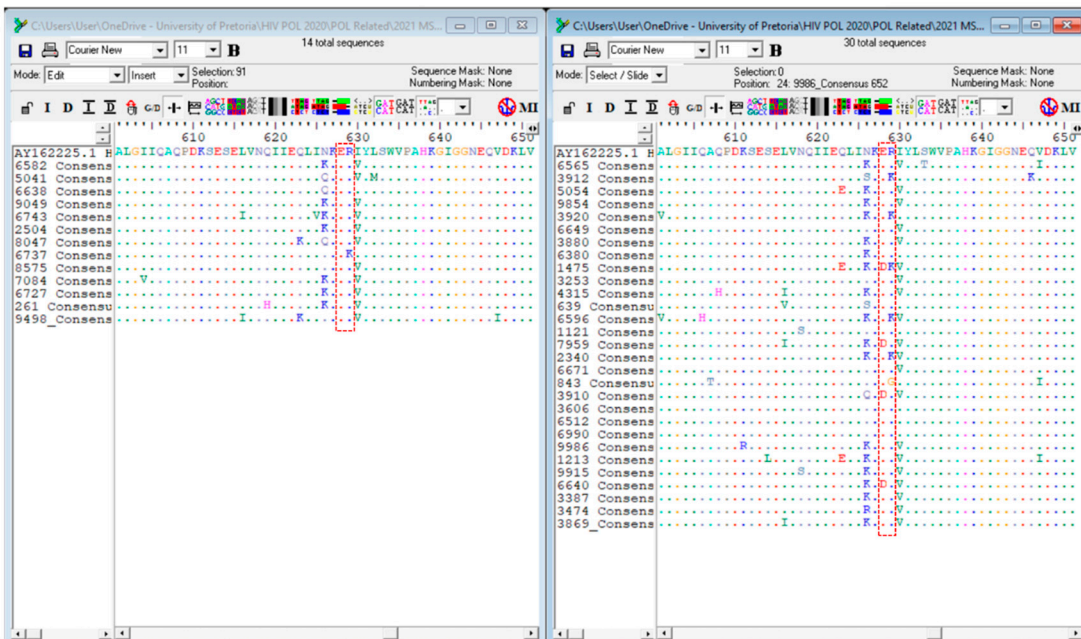 C:\Users\User\OneDrive - University of Pretoria\HIV POL 2020\POL Related\2021 MS...
14 total sequences
Courier New 11 B
Mode: Edit Insert Selection: 91 Sequence Mask: None
Position: Numbering Mask: None
I D I D G/D MI
610 620 630 640 650
AY162225.1 H ALGIIQAQPDKSESELVNQIIEQLINKERIYLSWVPAHKGIGGNEQVDKLV
6582 Consens K V
5041 Consens Q V M
6638 Consens Q
9049 Consens K V
6743 Consens I V K V
2504 Consens K V
8047 Consens K Q V
6737 Consens K
8575 Consens V
7084 Consens V K V
6727 Consens K V
261 Consensu H K V
9498_Consens I K V I
C:\Users\User\OneDrive - University of Pretoria\HIV POL 2020\POL Related\2021 MS...
30 total sequences
Courier New 11 B
Mode: Select / Slide Selection: 0 Sequence Mask: None
Position: 24: 9986_Consensus 652 Numbering Mask: None
I D I D G/D MI
610 620 630 640 650
AY162225.1 H ALGIIQAQPDKSESELVNQIIEQLINKERIYLSWVPAHKGIGGNEQVDKLV
6565 Consens K V T I
3912 Consens S K K
5054 Consens E K V
9854 Consens K V
3920 Consens V K K V
6649 Consens V
3880 Consens K V
6380 Consens K
1475 Consens E K D K V
3253 Consens V
4315 Consens H I K V
639 Consensu V S
6596 Consens V H K K V
1121 Consens S
7959 Consens I K D V
2340 Consens K K V
6671 Consens V
843 Consensu T G I
3910 Consens Q D V
3606 Consens
6512 Consens
6990 Consens
9986 Consens R K V
1213 Consens L E K V I
9915 Consens S K V
6640 Consens K D V
3387 Consens K V
3474 Consens R V
3869_Consens I K V